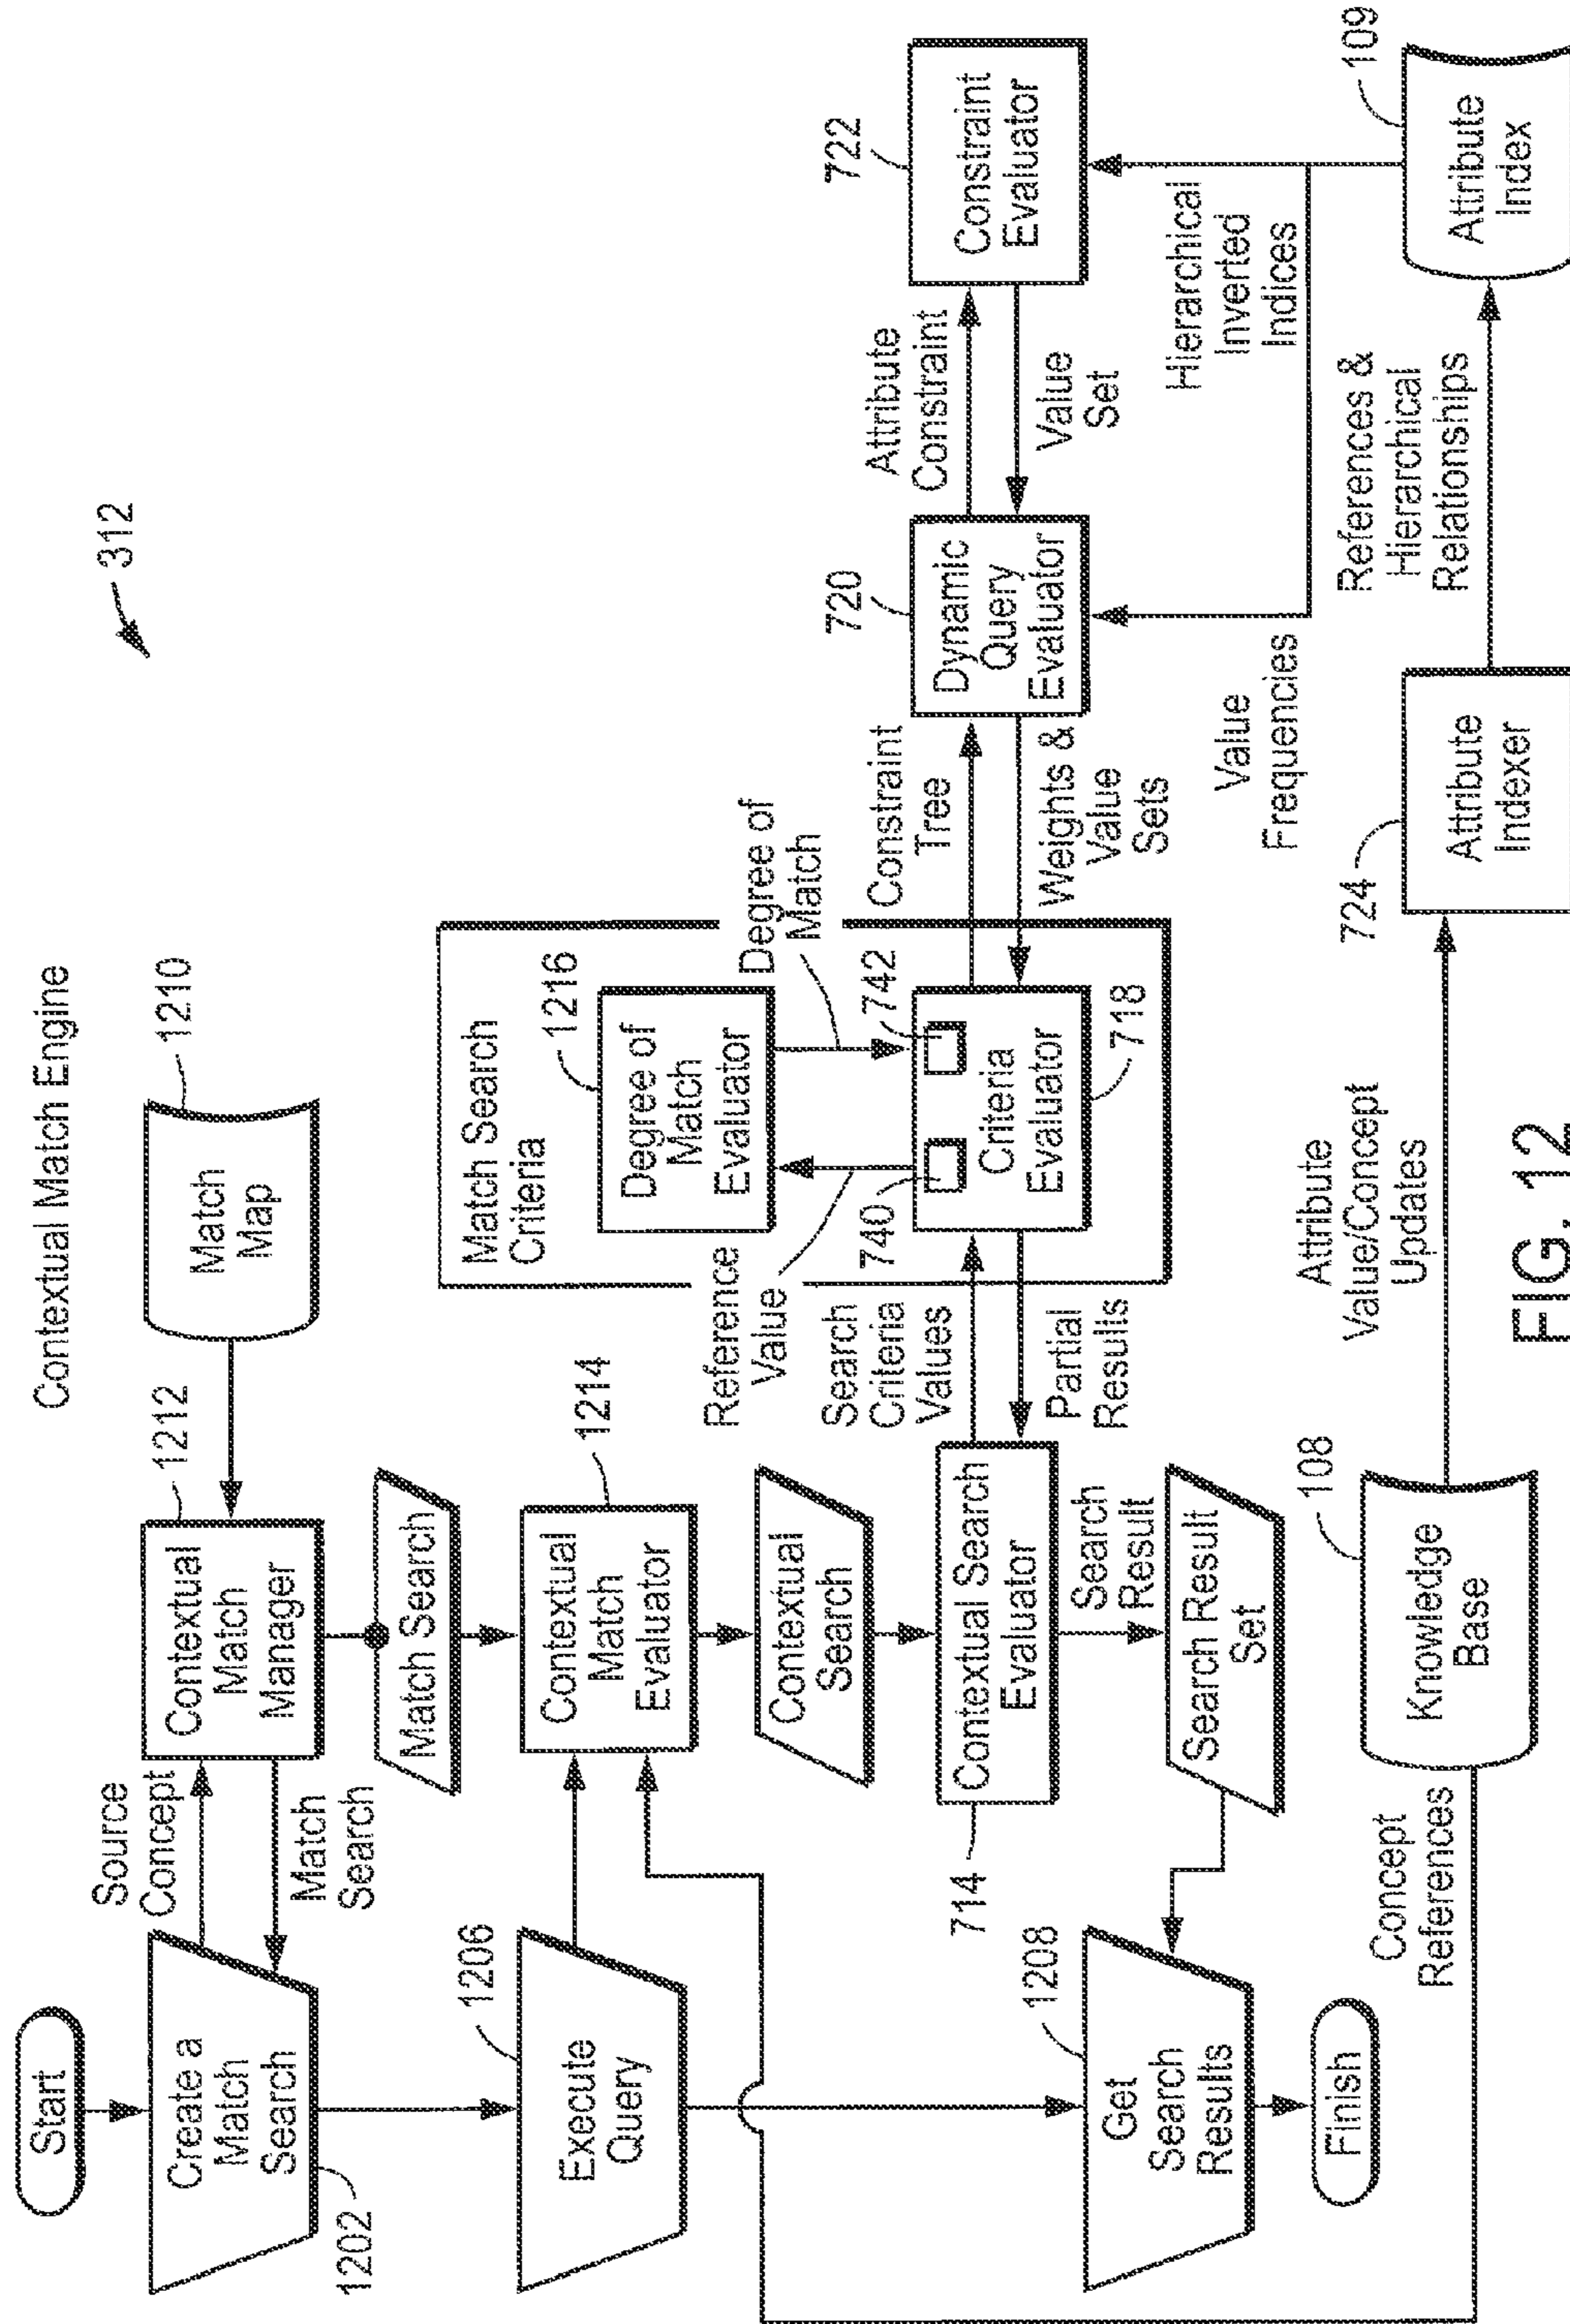 Contextual Match Engine
312
Start
Create a
Match
Search
1202
Source
Concept
Match
Search
Contextual
Match
Manager
1212
Match
Map
1210
Match Search
Execute
Query
1206
Contextual
Match
Evaluator
1214
Contextual
Search
Get
Search
Results
1208
Finish
Contextual Search
Evaluator
714
Search
Result
Search Result
Set
Search
Criteria
Values
Partial
Results
Reference
Value
Match Search
Criteria
Degree of
Match
Evaluator
1216
Degree of
Match
740
742
Criteria
Evaluator
718
Constraint
Tree
Weights &
Value
Sets
Dynamic
Query
Evaluator
720
Attribute
Constraint
Value
Set
Constraint
Evaluator
722
Hierarchical
Inverted
Indices
Value
Frequencies
Concept
References
Knowledge
Base
108
Attribute
Value/Concept
Updates
Attribute
Indexer
724
References &
Hierarchical
Relationships
Attribute
Index
109
FIG. 12